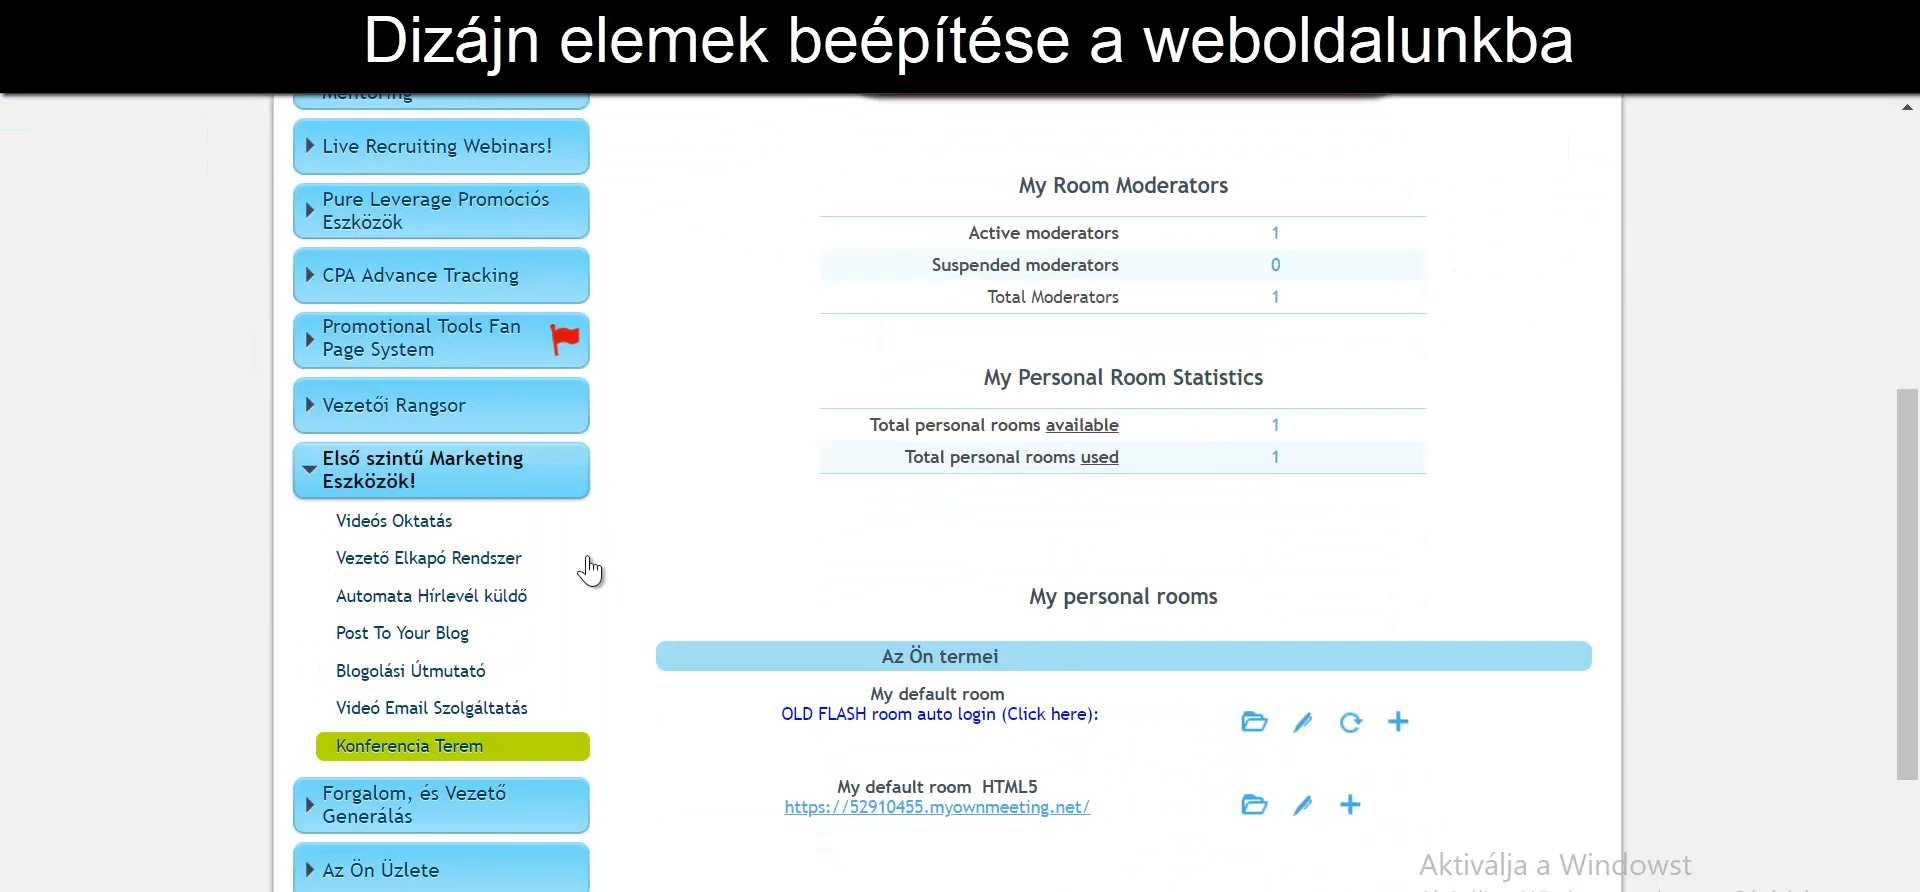 Dizájn elemek beépítése a weboldalunkba
Mentoring
Live Recruiting Webinars!
Pure Leverage Promóciós
Eszközök
CPA Advance Tracking
Promotional Tools Fan
Page System
Vezetői Rangsor
Első szintű Marketing
Eszközök!
Videós Oktatás
Vezető Elkapó Rendszer
Automata Hírlevél küldő
Post To Your Blog
Blogolási Útmutató
Videó Email Szolgáltatás
Konferencia Terem
Forgalom, és Vezető
Generálás
Az Ön Üzlete
My Room Moderators
Active moderators 1
Suspended moderators 0
Total Moderators 1
My Personal Room Statistics
Total personal rooms available 1
Total personal rooms used 1
My personal rooms
Az Ön termei
My default room
OLD FLASH room auto login (Click here):
My default room HTML5
https://52910455.myownmeeting.net/
Aktiválja a Windowst